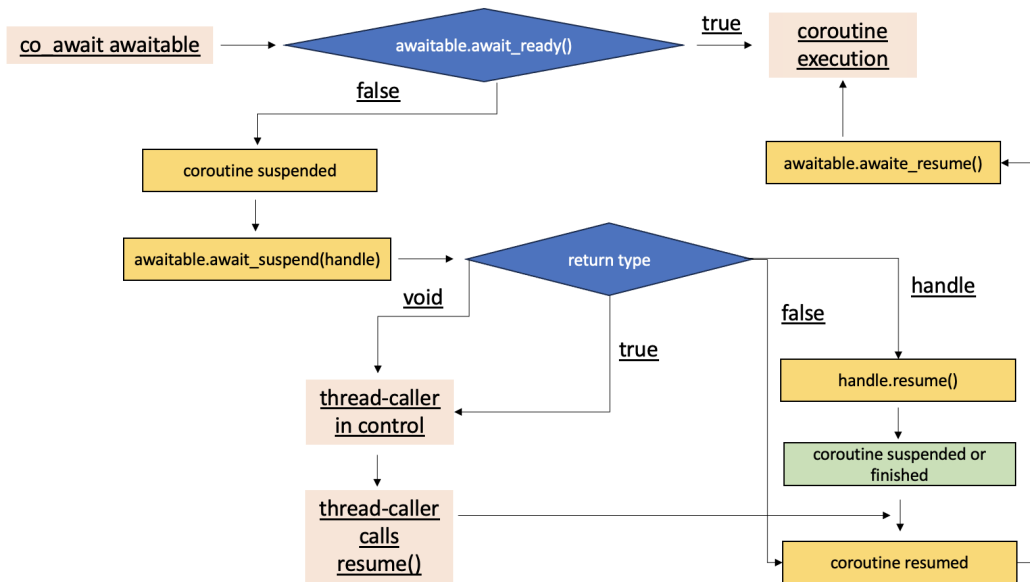 co_await awaitable
awaitable.await_ready()
true
coroutine
execution
false
coroutine suspended
awaitable.awaite_resume()
awaitable.await_suspend(handle)
return type
void
true
false
handle
thread-caller
in control
handle.resume()
coroutine suspended or
finished
thread-caller
calls
resume()
coroutine resumed